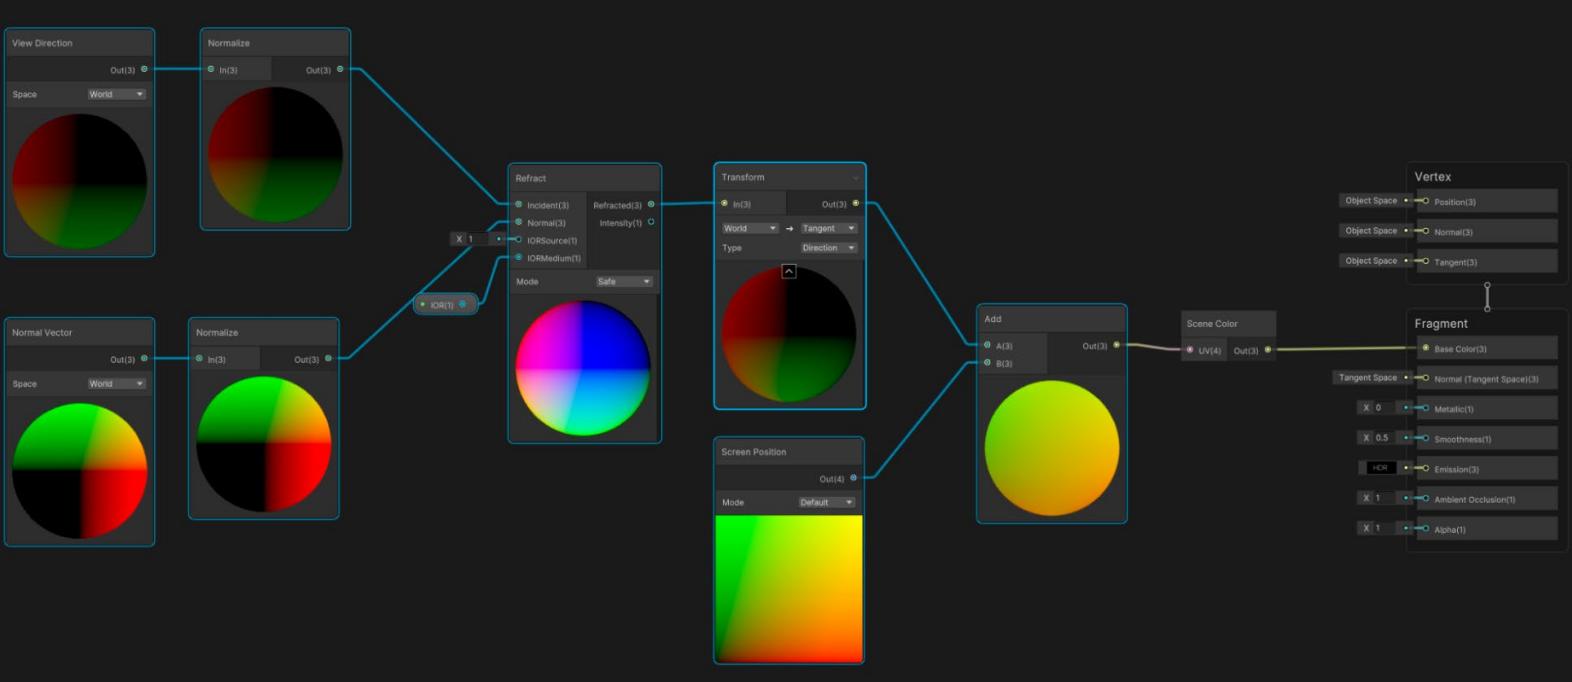 View Direction
Out(3)
Space World
Normalize
In(3) Out(3)
Normal Vector
Out(3)
Space World
Normalize
In(3) Out(3)
X 1
IOR(1)
Refract
Incident(3) Refracted(3)
Normal(3) Intensity(1)
IORSource(1)
IORMedium(1)
Mode Safe
Transform
In(3) Out(3)
World → Tangent
Type Direction
Screen Position
Out(4)
Mode Default
Add
A(3) Out(3)
B(3)
Scene Color
UV(4) Out(3)
Vertex
Object Space Position(3)
Object Space Normal(3)
Object Space Tangent(3)
Fragment
Base Color(3)
Tangent Space Normal (Tangent Space)(3)
X 0 Metallic(1)
X 0.5 Smoothness(1)
HDR Emission(3)
X 1 Ambient Occlusion(1)
X 1 Alpha(1)